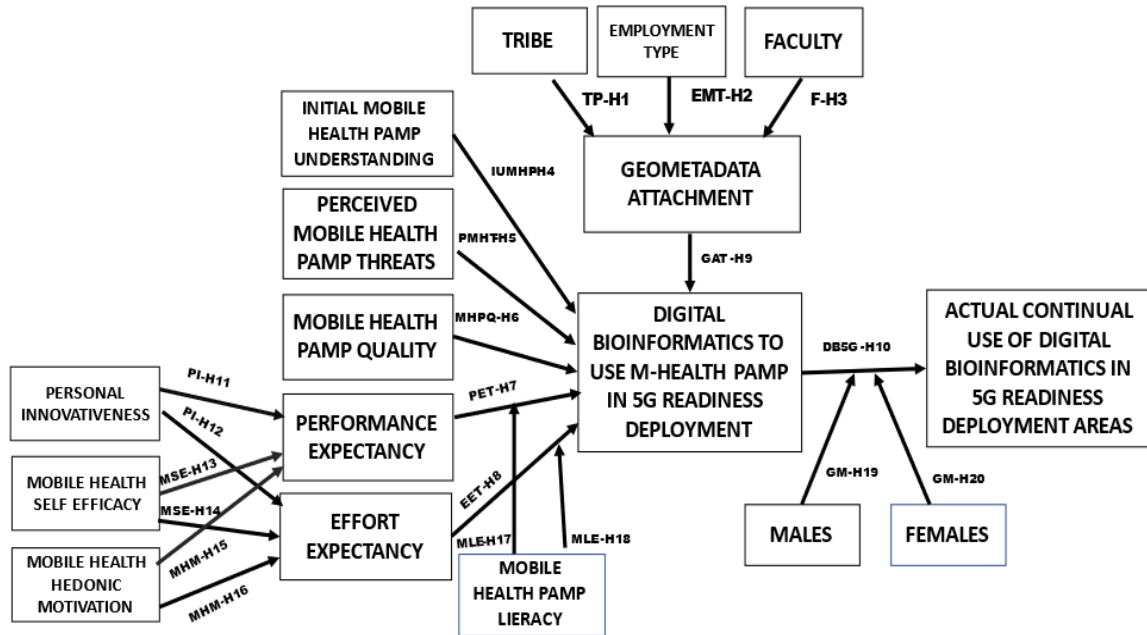 TRIBE
EMPLOYMENT
TYPE
FACULTY
TP-H1
EMT-H2
F-H3
INITIAL MOBILE
HEALTH PAMP
UNDERSTANDING
IUMHPH4
GEOMETADATA
ATTACHMENT
PERCEIVED
MOBILE HEALTH
PAMP THREATS
PMHT-H5
GAT-H9
MOBILE HEALTH
PAMP QUALITY
MHPQ-H6
DIGITAL
BIOINFORMATICS TO
USE M-HEALTH PAMP
IN 5G READINESS
DEPLOYMENT
DB5G-H10
ACTUAL CONTINUAL
USE OF DIGITAL
BIOINFORMATICS IN
5G READINESS
DEPLOYMENT AREAS
PERSONAL
INNOVATIVENESS
PI-H11
PI-H12
PERFORMANCE
EXPECTANCY
PET-H7
MOBILE HEALTH
SELF EFFICACY
MSE-H13
MSE-H14
EFFORT
EXPECTANCY
EET-H8
MOBILE HEALTH
HEDONIC
MOTIVATION
MHM-H15
MHM-H16
MLE-H17
MLE-H18
MOBILE
HEALTH PAMP
LIERACY
GM-H19
GM-H20
MALES
FEMALES